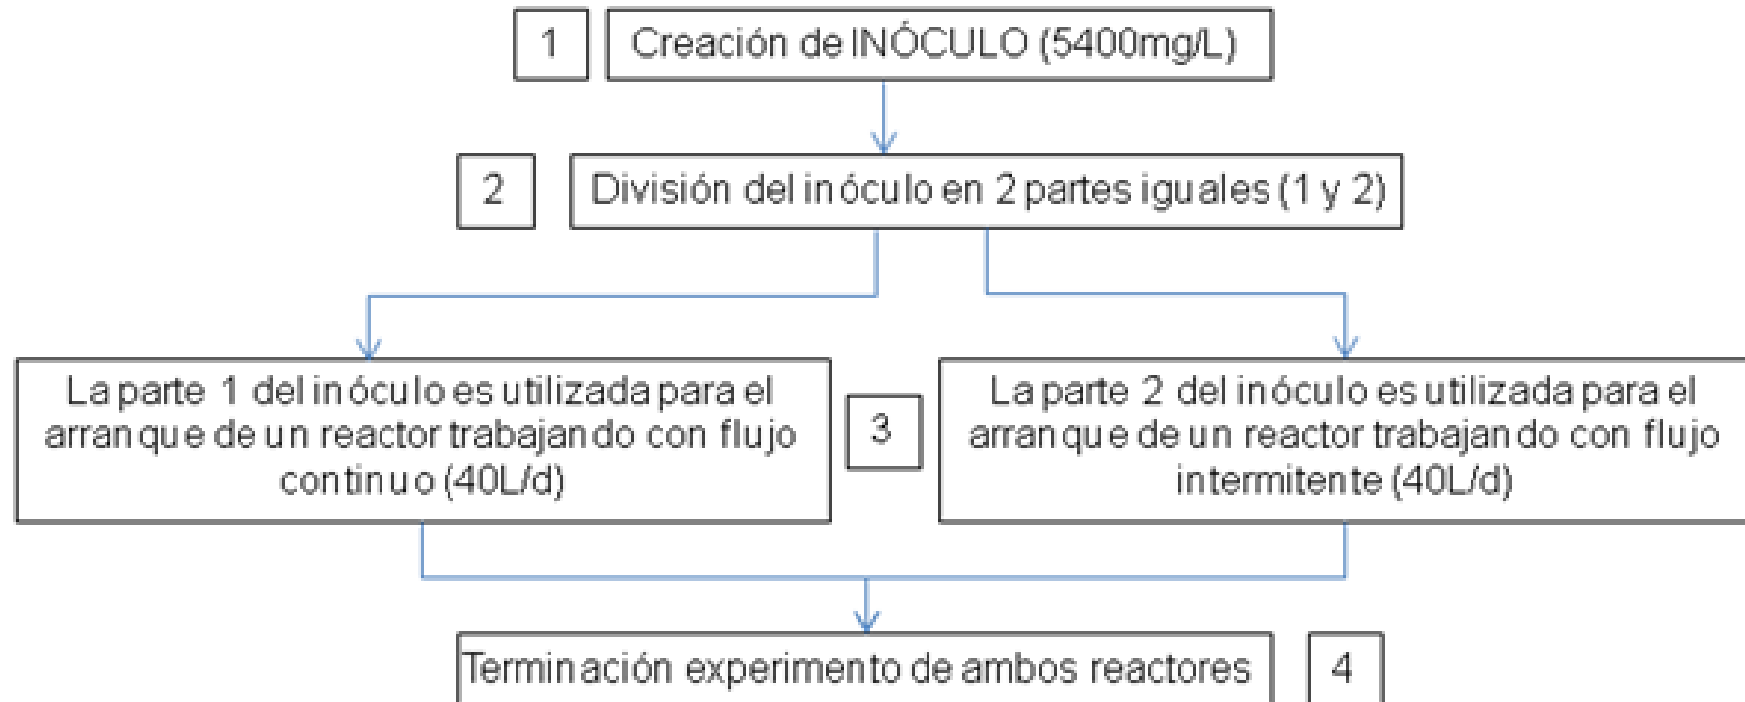 1
Creación de INÓCULO (5400mg/L)
2
División del inóculo en 2 partes iguales (1 y 2)
La parte 1 del inóculo es utilizada para el
arranque de un reactor trabajando con flujo
continuo (40L/d)
3
La parte 2 del inóculo es utilizada para el
arranque de un reactor trabajando con flujo
intermitente (40L/d)
Terminación experimento de ambos reactores
4